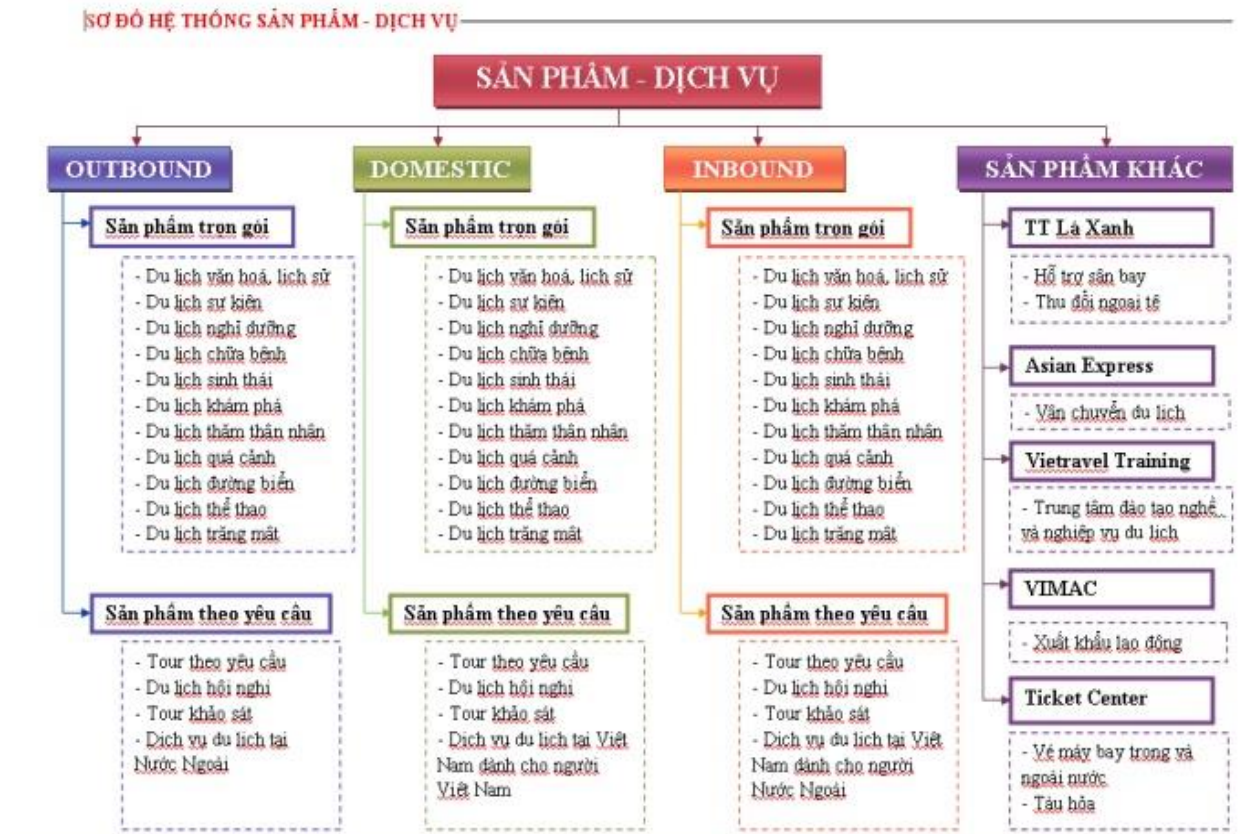 SƠ ĐỒ HỆ THỐNG SẢN PHẨM - DỊCH VỤ
SẢN PHẨM - DỊCH VỤ
OUTBOUND
Sản phẩm trọn gói
- Du lịch văn hoá, lịch sử
- Du lịch sự kiện
- Du lịch nghỉ dưỡng
- Du lịch chữa bệnh
- Du lịch sinh thái
- Du lịch khám phá
- Du lịch thăm thân nhân
- Du lịch quá cảnh
- Du lịch đường biển
- Du lịch thể thao
- Du lịch trăng mật
Sản phẩm theo yêu cầu
- Tour theo yêu cầu
- Du lịch hội nghị
- Tour khảo sát
- Dịch vụ du lịch tại
Nước Ngoài
DOMESTIC
Sản phẩm trọn gói
- Du lịch văn hoá, lịch sử
- Du lịch sự kiện
- Du lịch nghỉ dưỡng
- Du lịch chữa bệnh
- Du lịch sinh thái
- Du lịch khám phá
- Du lịch thăm thân nhân
- Du lịch quá cảnh
- Du lịch đường biển
- Du lịch thể thao
- Du lịch trăng mật
Sản phẩm theo yêu cầu
- Tour theo yêu cầu
- Du lịch hội nghị
- Tour khảo sát
- Dịch vụ du lịch tại Việt
Nam dành cho người
Việt Nam
INBOUND
Sản phẩm trọn gói
- Du lịch văn hoá, lịch sử
- Du lịch sự kiện
- Du lịch nghỉ dưỡng
- Du lịch chữa bệnh
- Du lịch sinh thái
- Du lịch khám phá
- Du lịch thăm thân nhân
- Du lịch quá cảnh
- Du lịch đường biển
- Du lịch thể thao
- Du lịch trăng mật
Sản phẩm theo yêu cầu
- Tour theo yêu cầu
- Du lịch hội nghị
- Tour khảo sát
- Dịch vụ du lịch tại Việt
Nam dành cho người
Nước Ngoài
SẢN PHẨM KHÁC
TT Lá Xanh
- Hỗ trợ sân bay
- Thu đổi ngoại tệ
Asian Express
- Vận chuyển du lịch
Vietravel Training
- Trung tâm đào tạo nghề
và nghiệp vụ du lịch
VIMAC
- Xuất khẩu lao động
Ticket Center
- Vé máy bay trong và
ngoài nước
- Tàu hỏa